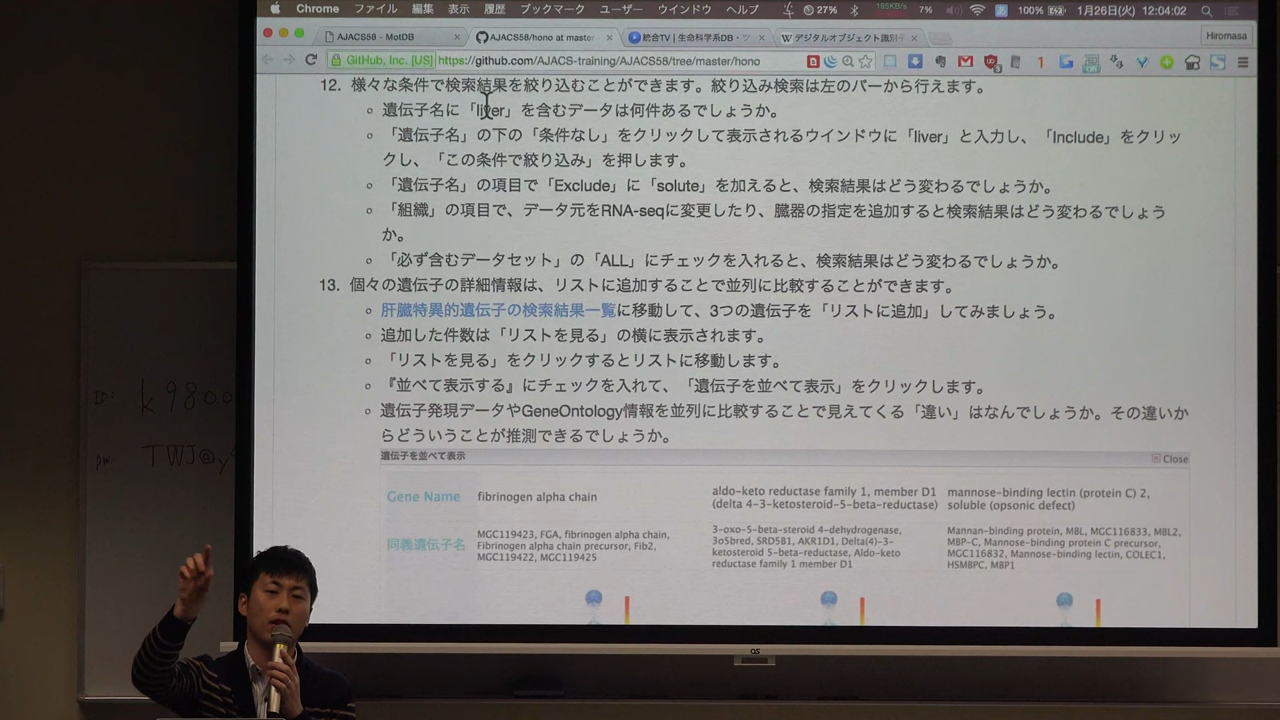 Chrome ファイル 編集 表示 履歴 ブックマーク ユーザー ウインドウ ヘルプ 27% 185KB/s 7% あ 100% 1月26日(火) 12:04:02
AJACS58 - MotDB × AJACS58/hono at master × 統合TV | 生命科学系DB・ツ × W デジタルオブジェクト識別子 × Hiromasa
GitHub, Inc. [US] https://github.com/AJACS-training/AJACS58/tree/master/hono
12. 様々な条件で検索結果を絞り込むことができます。絞り込み検索は左のバーから行えます。
遺伝子名に「liver」を含むデータは何件あるでしょうか。
「遺伝子名」の下の「条件なし」をクリックして表示されるウインドウに「liver」と入力し、「Include」をクリッ
クし、「この条件で絞り込み」を押します。
「遺伝子名」の項目で「Exclude」に「solute」を加えると、検索結果はどう変わるでしょうか。
「組織」の項目で、データ元をRNA-seqに変更したり、臓器の指定を追加すると検索結果はどう変わるでしょう
か。
「必ず含むデータセット」の「ALL」にチェックを入れると、検索結果はどう変わるでしょうか。
13. 個々の遺伝子の詳細情報は、リストに追加することで並列に比較することができます。
肝臓特異的遺伝子の検索結果一覧に移動して、3つの遺伝子を「リストに追加」してみましょう。
追加した件数は「リストを見る」の横に表示されます。
「リストを見る」をクリックするとリストに移動します。
『並べて表示する』にチェックを入れて、「遺伝子を並べて表示」をクリックします。
遺伝子発現データやGeneOntology情報を並列に比較することで見えてくる「違い」はなんでしょうか。その違いか
らどういうことが推測できるでしょうか。
遺伝子を並べて表示 Close
Gene Name fibrinogen alpha chain aldo-keto reductase family 1, member D1 mannose-binding lectin (protein C) 2,
(delta 4-3-ketosteroid-5-beta-reductase) soluble (opsonic defect)
同義遺伝子名 MGC119423, FGA, fibrinogen alpha chain, 3-oxo-5-beta-steroid 4-dehydrogenase, Mannan-binding protein, MBL, MGC116833, MBL2,
Fibrinogen alpha chain precursor, Fib2, 3o5bred, SRD5B1, AKR1D1, Delta(4)-3- MBP-C, Mannose-binding protein C precursor,
MGC119422, MGC119425 ketosteroid 5-beta-reductase, Aldo-keto MGC116832, Mannose-binding lectin, COLEC1,
reductase family 1 member D1 HSMBPC, MBP1
ID: k9800
pw: TWJ@y